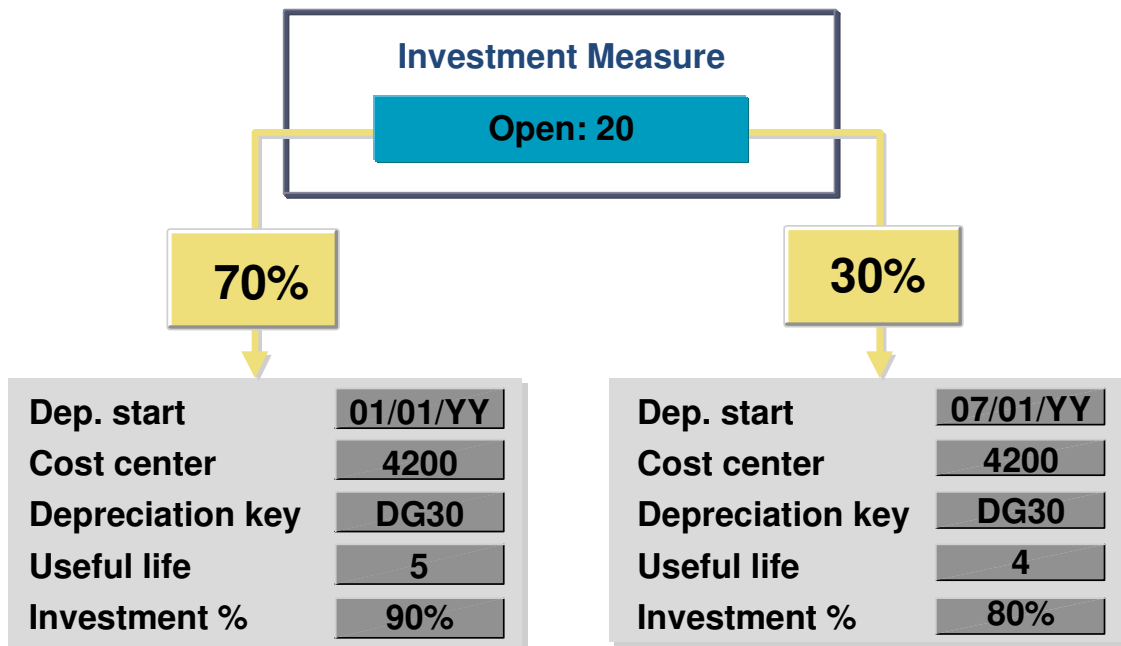 Investment Measure
Open: 20
70%
30%
Dep. start 01/01/YY
Cost center 4200
Depreciation key DG30
Useful life 5
Investment % 90%
Dep. start 07/01/YY
Cost center 4200
Depreciation key DG30
Useful life 4
Investment % 80%